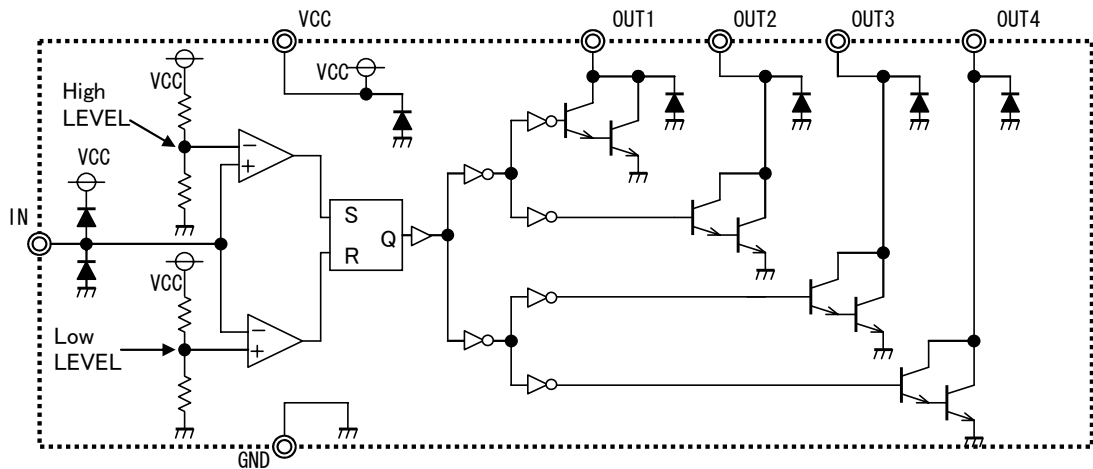 VCC
OUT1
OUT2
OUT3
OUT4
VCC
VCC
High
LEVEL
VCC
−
+
IN
S
R
Q
VCC
−
+
Low
LEVEL
GND